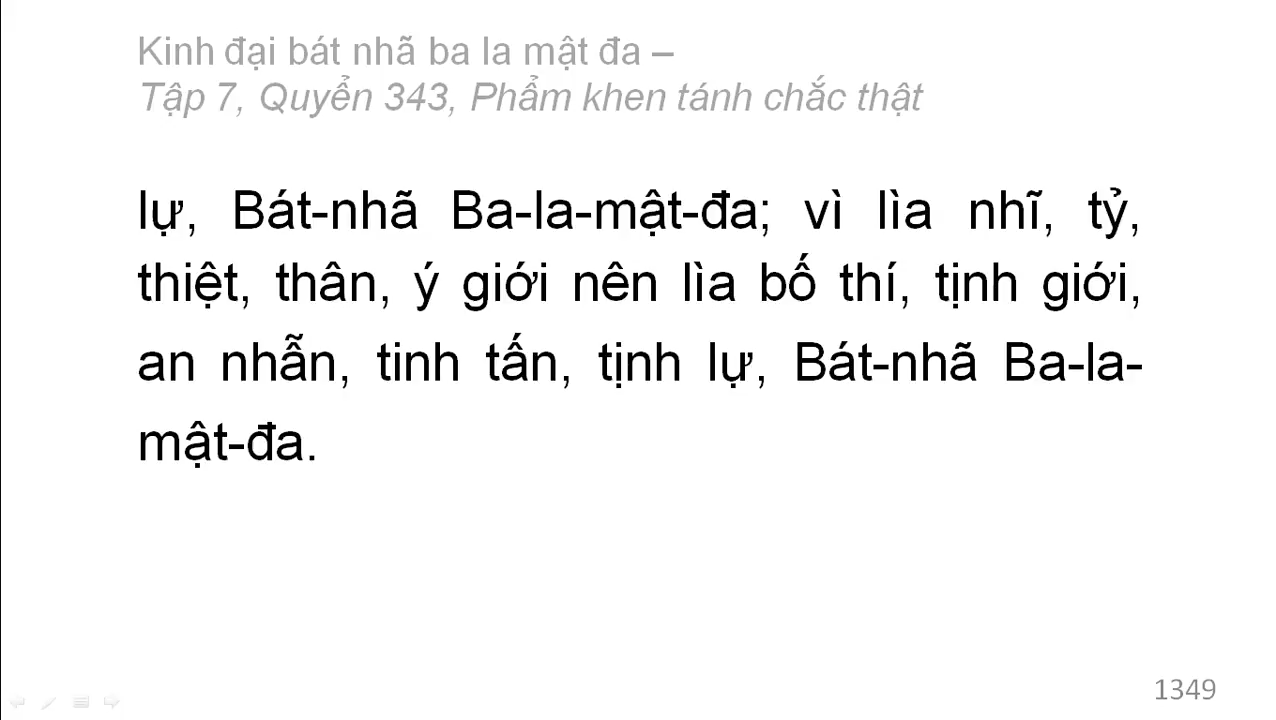 Kinh đại bát nhã ba la mật đa –
Tập 7, Quyển 343, Phẩm khen tánh chắc thật
lự, Bát-nhã Ba-la-mật-đa; vì lìa nhĩ, tỷ,
thiệt, thân, ý giới nên lìa bố thí, tịnh giới,
an nhẫn, tinh tấn, tịnh lự, Bát-nhã Ba-la-
mật-đa.
1349